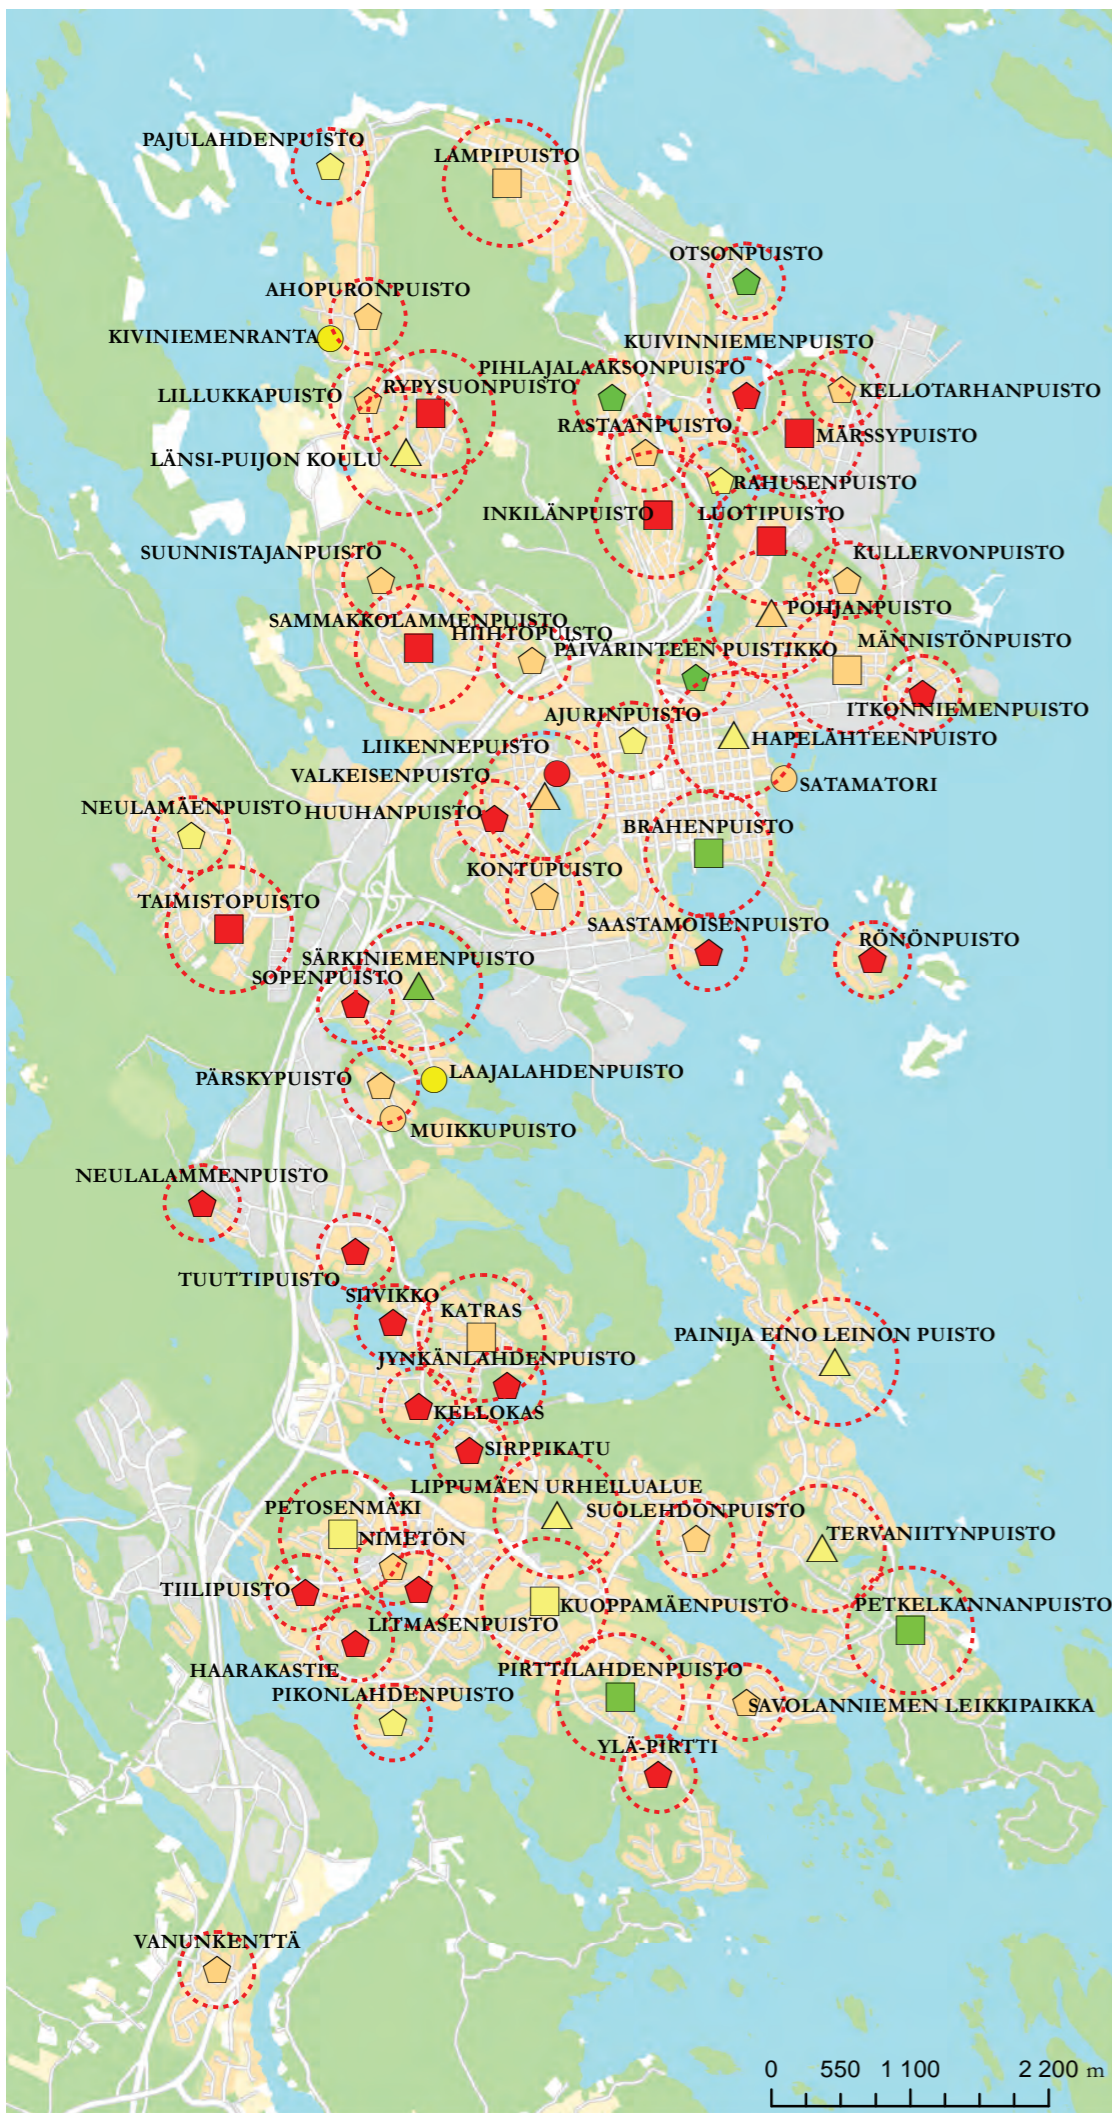 PAJULAHDENPUISTO
LAMPIPUISTO
OTSONPUISTO
AHOPURONPUISTO
KIVINIEMENRANTA
KUIVINNIEMENPUISTO
PIHLAJALAAKSONPUISTO
LILLUKKAPUISTO
RYPYSUONPUISTO
KELLOTARHANPUISTO
RASTAANPUISTO
MÄRSSYPUISTO
LÄNSI-PUIJON KOULU
RAHUSENPUISTO
INKILÄNPUISTO
LUOTIPUISTO
SUUNNISTAJANPUISTO
KULLERVONPUISTO
POHJANPUISTO
SAMMAKKOLAMMENPUISTO
HIIHTOPUISTO
MÄNNISTÖNPUISTO
PÄIVÄRINTEEN PUISTIKKO
ITKONNIEMENPUISTO
AJURINPUISTO
HAPELÄHTEENPUISTO
LIIKENNEPUISTO
VALKEISENPUISTO
SATAMATORI
NEULAMÄENPUISTO
HUUHANPUISTO
BRAHENPUISTO
KONTUPUISTO
TAIMISTOPUISTO
SAASTAMOISENPUISTO
RÖNÖNPUISTO
SÄRKINIEMENPUISTO
SOPENPUISTO
LAAJALAHDENPUISTO
PÄRSKYPUISTO
MUIKKUPUISTO
NEULALAMMENPUISTO
TUUTTIPUISTO
SIIVIKKO
KATRAS
PAINIJA EINO LEINON PUISTO
JYNKÄNLAHDENPUISTO
KELLOKAS
SIRPPIKATU
LIPPUMÄEN URHEILUALUE
PETOSENMÄKI
SUOLEHDONPUISTO
NIMETÖN
TERVANIITYNPUISTO
TIILIPUISTO
KUOPPAMÄENPUISTO
PETKELKANNANPUISTO
LITMASENPUISTO
HAARAKASTIE
PIRTTILAHDENPUISTO
PIKONLAHDENPUISTO
SAVOLANNIEMEN LEIKKIPAIKKA
YLÄ-PIRTTI
VANUNKENTTÄ
0 550 1 100 2 200 m